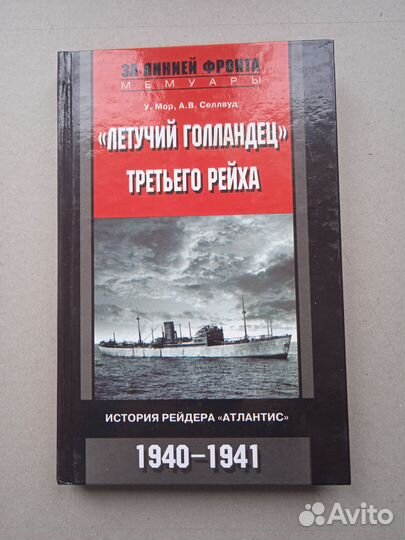 ЗА ЛИНИЕЙ ФРОНТА
МЕМУАРЫ
У. Мор, А.В. Селлвуд
«ЛЕТУЧИЙ ГОЛЛАНДЕЦ»
ТРЕТЬЕГО РЕЙХА
ИСТОРИЯ РЕЙДЕРА «АТЛАНТИС»
1940–1941
Avito